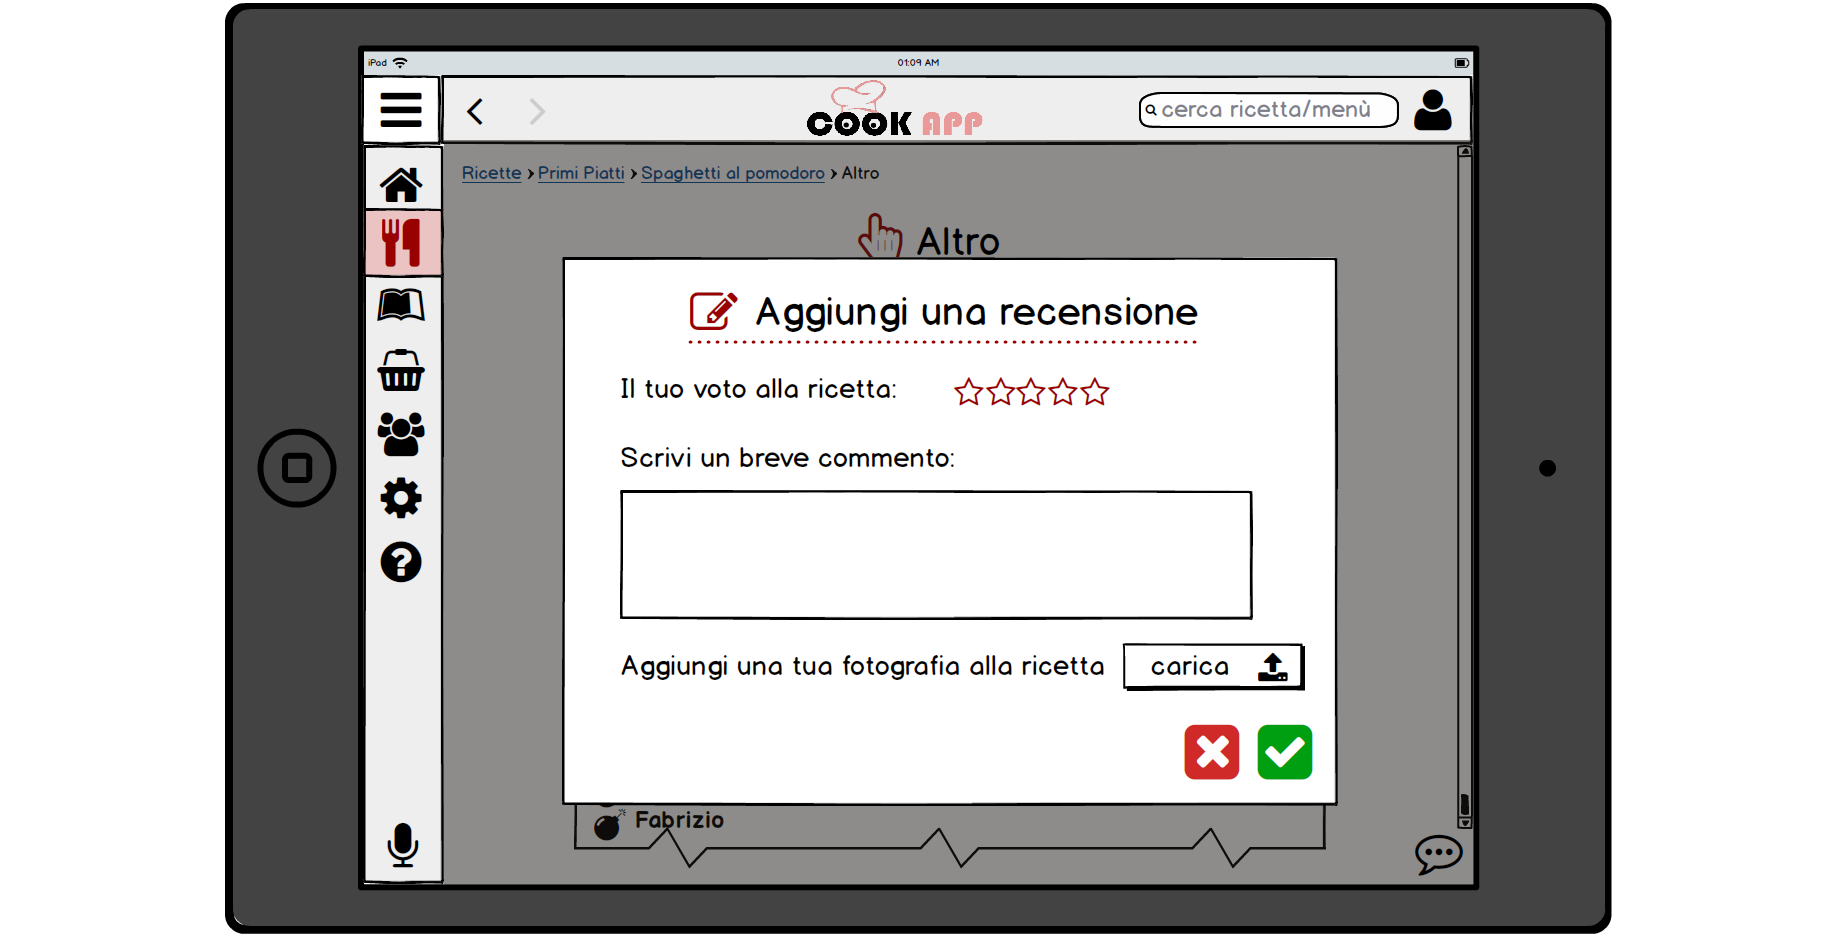 iPad
01:09 AM
COOK APP
cerca ricetta/menù
Ricette › Primi Piatti › Spaghetti al pomodoro › Altro
Altro
Aggiungi una recensione
Il tuo voto alla ricetta:
Scrivi un breve commento:
Aggiungi una tua fotografia alla ricetta
carica
Fabrizio